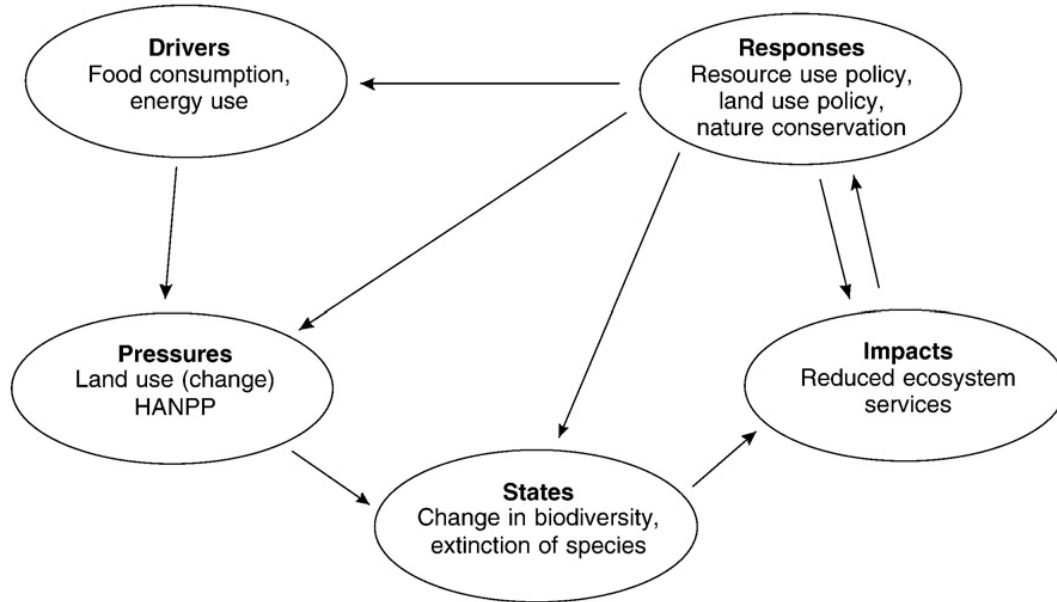 Drivers
Food consumption,
energy use
Responses
Resource use policy,
land use policy,
nature conservation
Pressures
Land use (change)
HANPP
Impacts
Reduced ecosystem
services
States
Change in biodiversity,
extinction of species